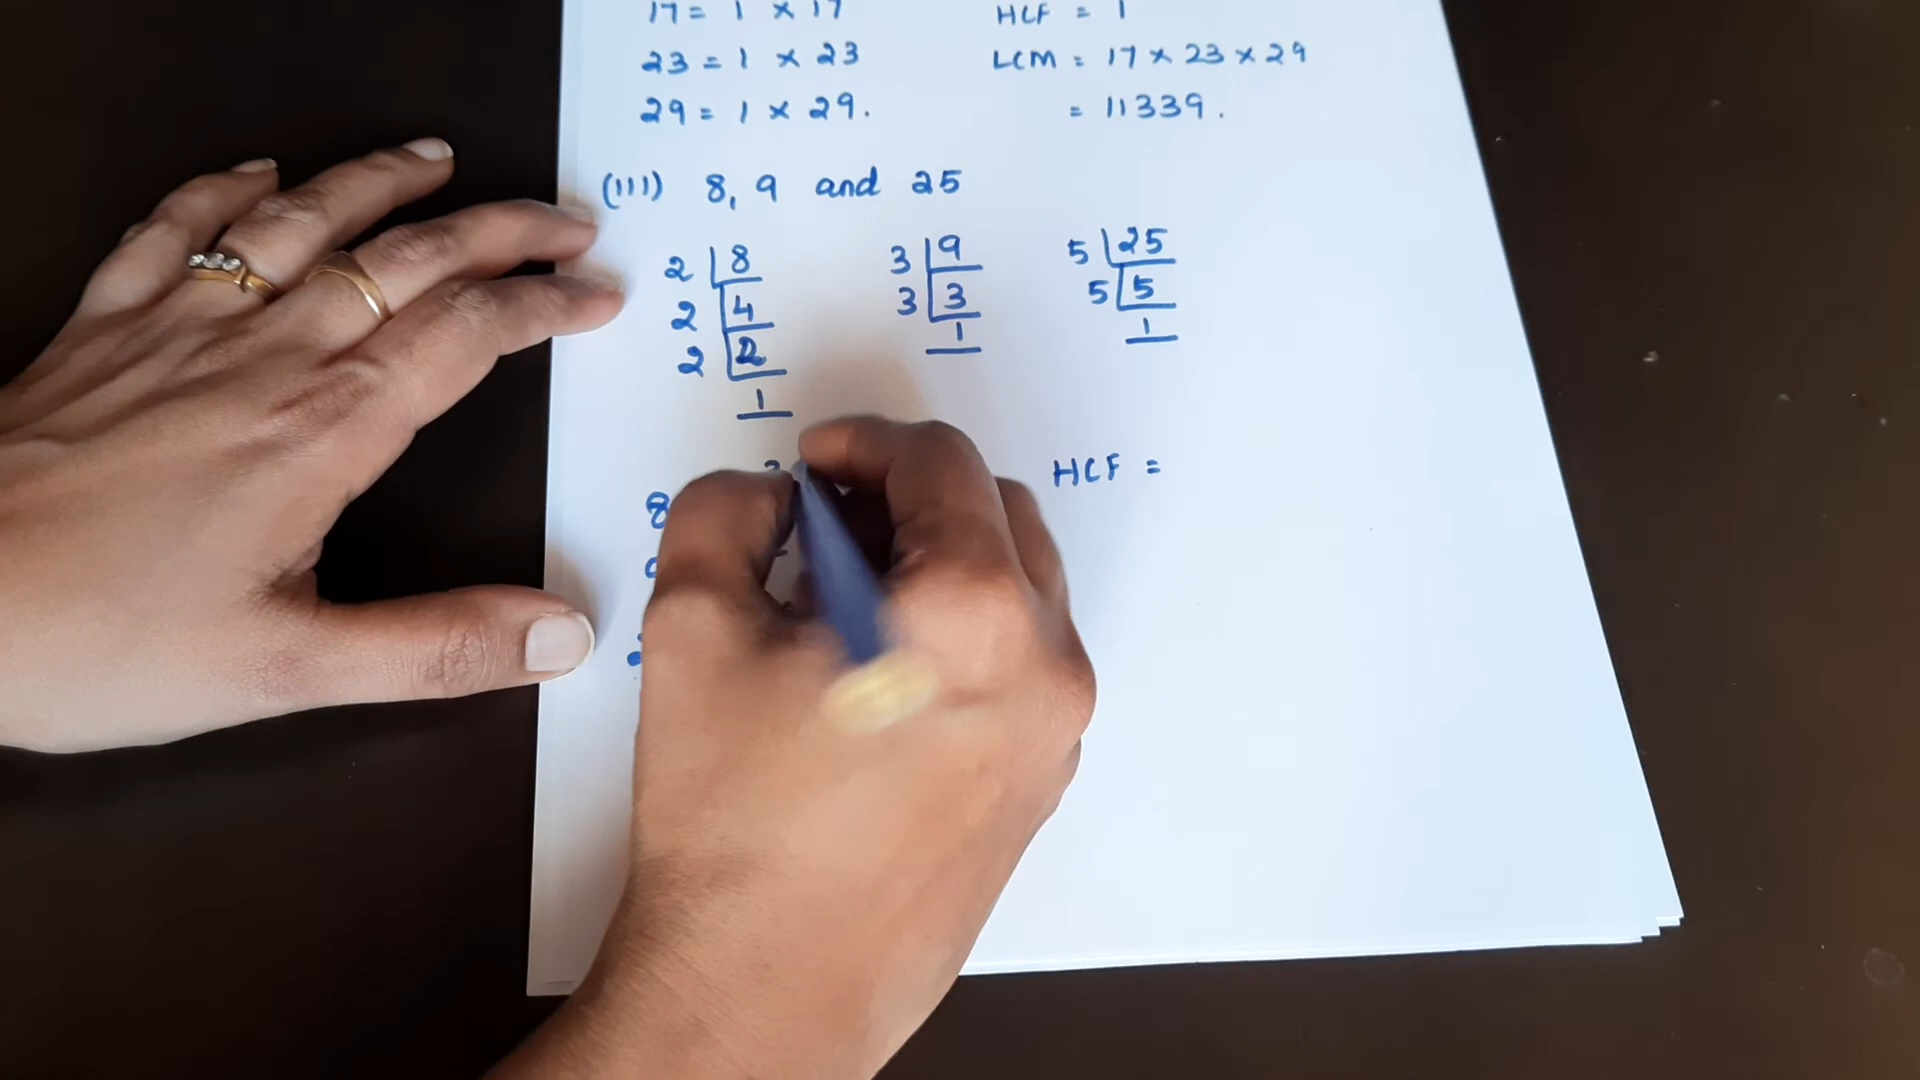 17 = 1 × 17 HCF = 1
23 = 1 × 23 LCM = 17 × 23 × 29
29 = 1 × 29. = 11339.
(111) 8, 9 and 25
2 | 8 3 | 9 5 | 25
2 | 4 3 | 3 5 | 5
2 | 2 1 1
1
HCF =
8